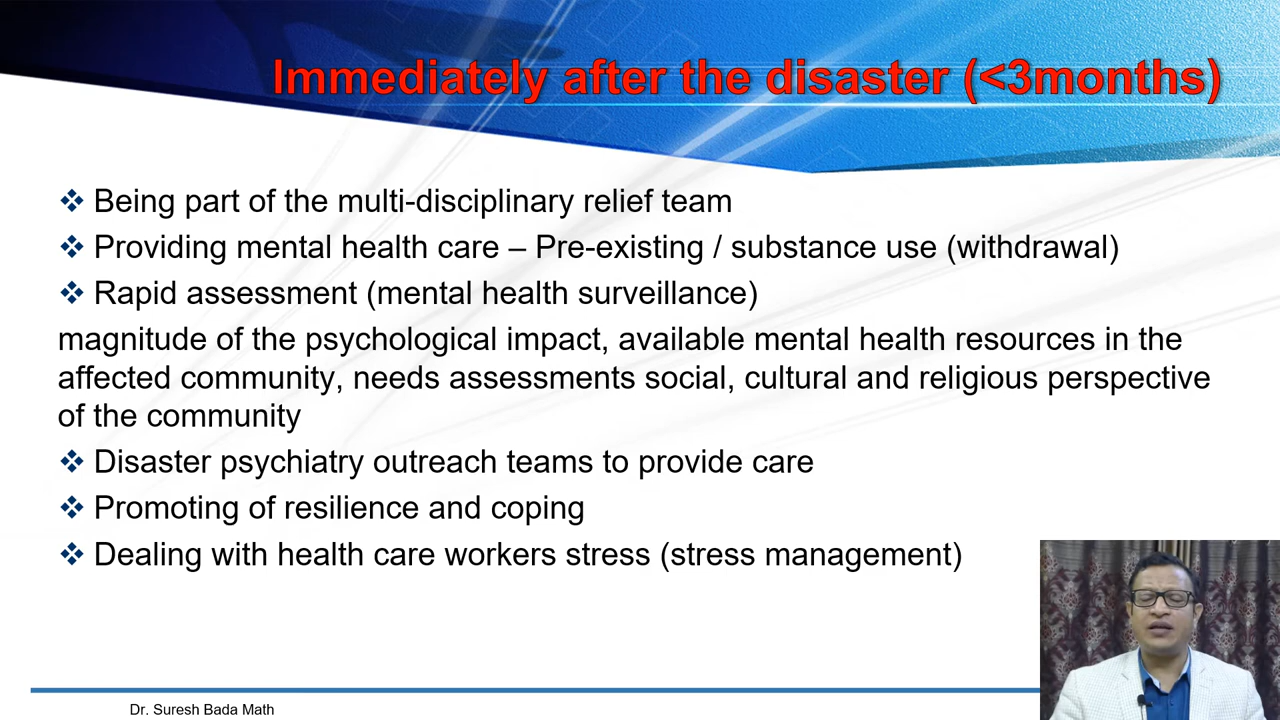 Immediately after the disaster (<3months)
❖ Being part of the multi-disciplinary relief team
❖ Providing mental health care – Pre-existing / substance use (withdrawal)
❖ Rapid assessment (mental health surveillance)
magnitude of the psychological impact, available mental health resources in the
affected community, needs assessments social, cultural and religious perspective
of the community
❖ Disaster psychiatry outreach teams to provide care
❖ Promoting of resilience and coping
❖ Dealing with health care workers stress (stress management)
Dr. Suresh Bada Math